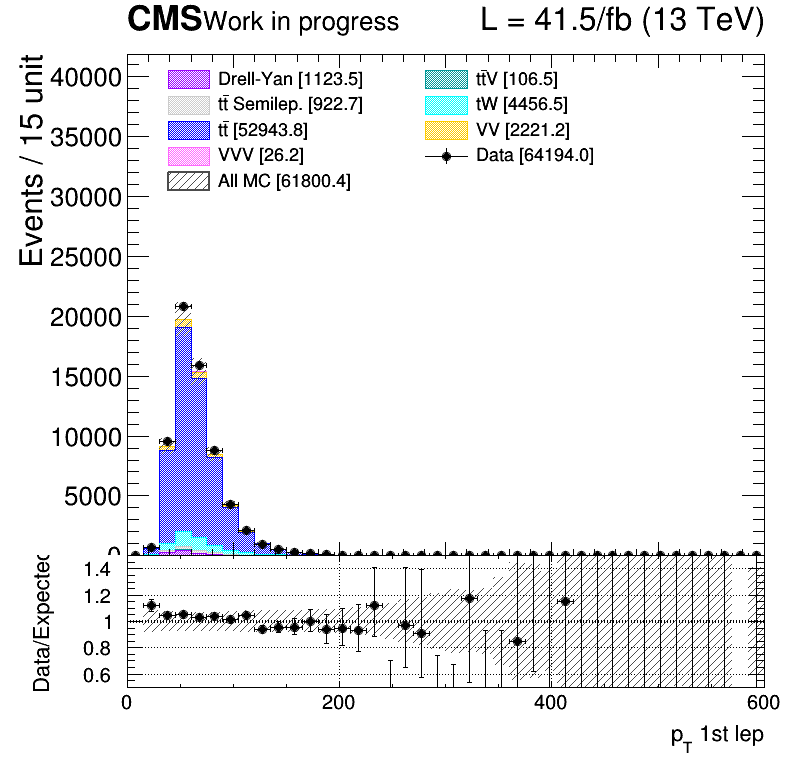 CMS Work in progress L = 41.5/fb (13 TeV)
Events / 15 unit
40000
35000
30000
25000
20000
15000
10000
5000
0
Drell-Yan [1123.5]
tt̄ Semilep. [922.7]
tt̄ [52943.8]
VVV [26.2]
All MC [61800.4]
tt̄V [106.5]
tW [4456.5]
VV [2221.2]
Data [64194.0]
Data/Expected
1.4
1.2
1
0.8
0.6
0 200 400 600
p_T 1st lep